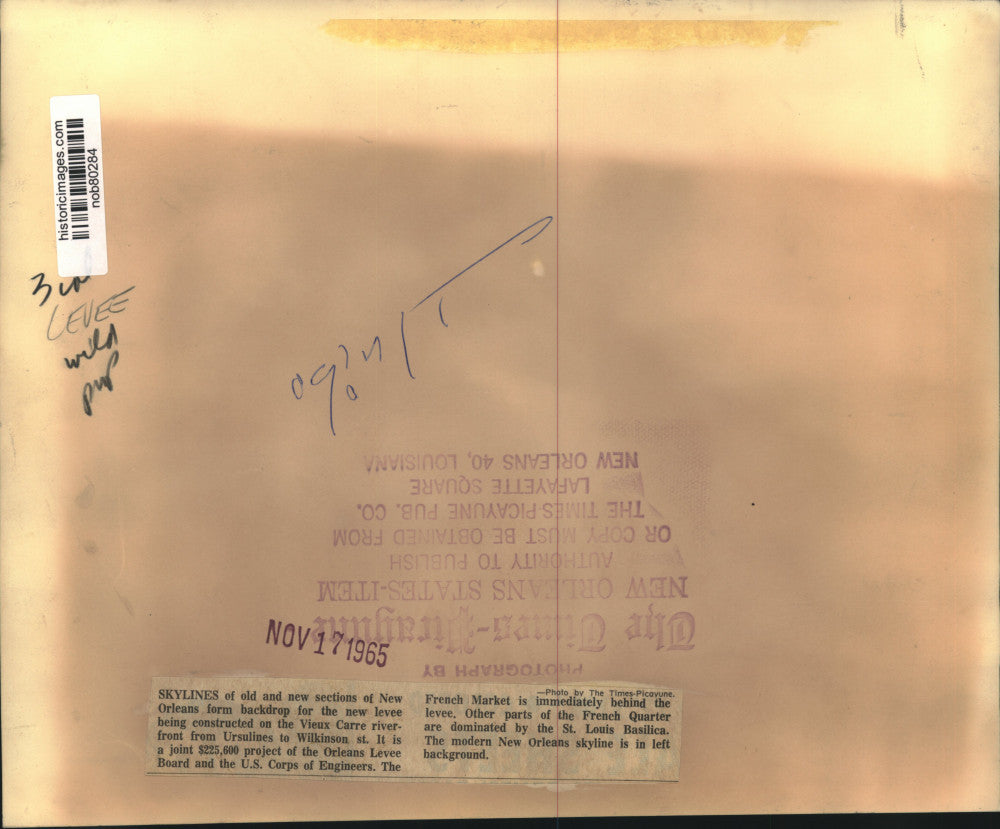 historicimages.com
nob80284
3
LEVEE
wild
PHOTOGRAPH BY
The Times-Picayune
NEW ORLEANS STATES-ITEM
AUTHORITY TO PUBLISH
OR COPY MUST BE OBTAINED FROM
THE TIMES-PICAYUNE PUB. CO.
LAFAYETTE SQUARE
NEW ORLEANS 40, LOUISIANA
NOV 17 1965
SKYLINES of old and new sections of New
Orleans form backdrop for the new levee
being constructed on the Vieux Carre river-
front from Ursulines to Wilkinson st. It is
a joint $225,600 project of the Orleans Levee
Board and the U.S. Corps of Engineers. The
—Photo by The Times-Picayune.
French Market is immediately behind the
levee. Other parts of the French Quarter
are dominated by the St. Louis Basilica.
The modern New Orleans skyline is in left
background.